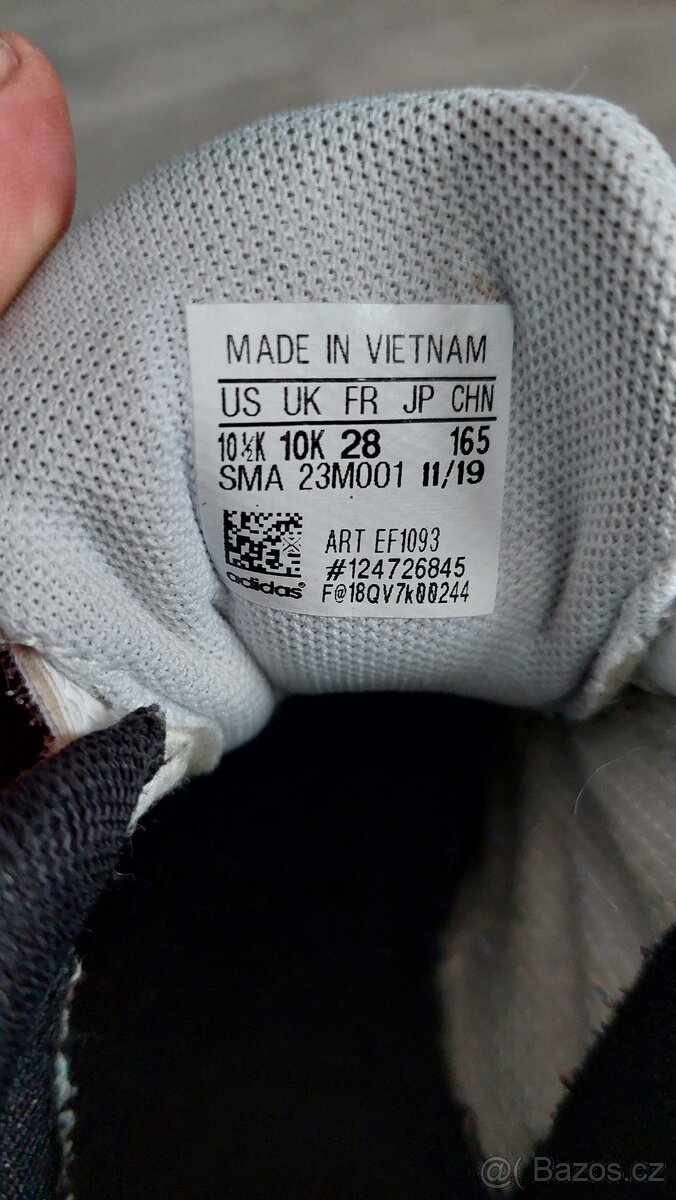 MADE IN VIETNAM
US UK FR JP CHN
10½K 10K 28 165
SMA 23M001 11/19
ART EF1093
#124726845
adidas®
F@18QV7k00244
@( Bazos.cz